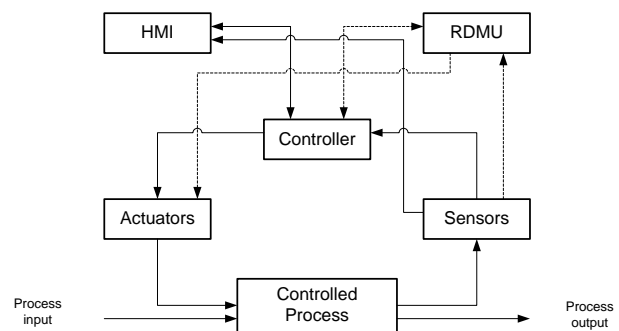 HMI
RDMU
Controller
Actuators
Sensors
Process
input
Controlled
Process
Process
output